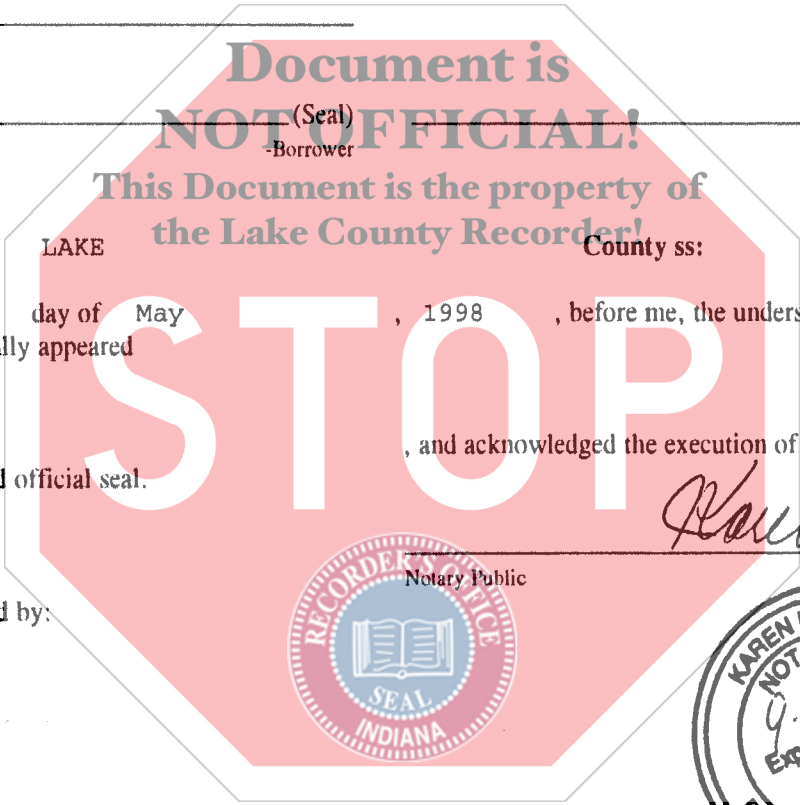 Document is
NOT OFFICIAL!
(Seal)
-Borrower
This Document is the property of
the Lake County Recorder!
LAKE County ss:
day of May , 1998 , before me, the unders
lly appeared
STOP
, and acknowledged the execution of
d official seal.
Karen
Notary Public
RECORDER'S OFFICE
SEAL
INDIANA
d by:
KAREN
NOT
Exp